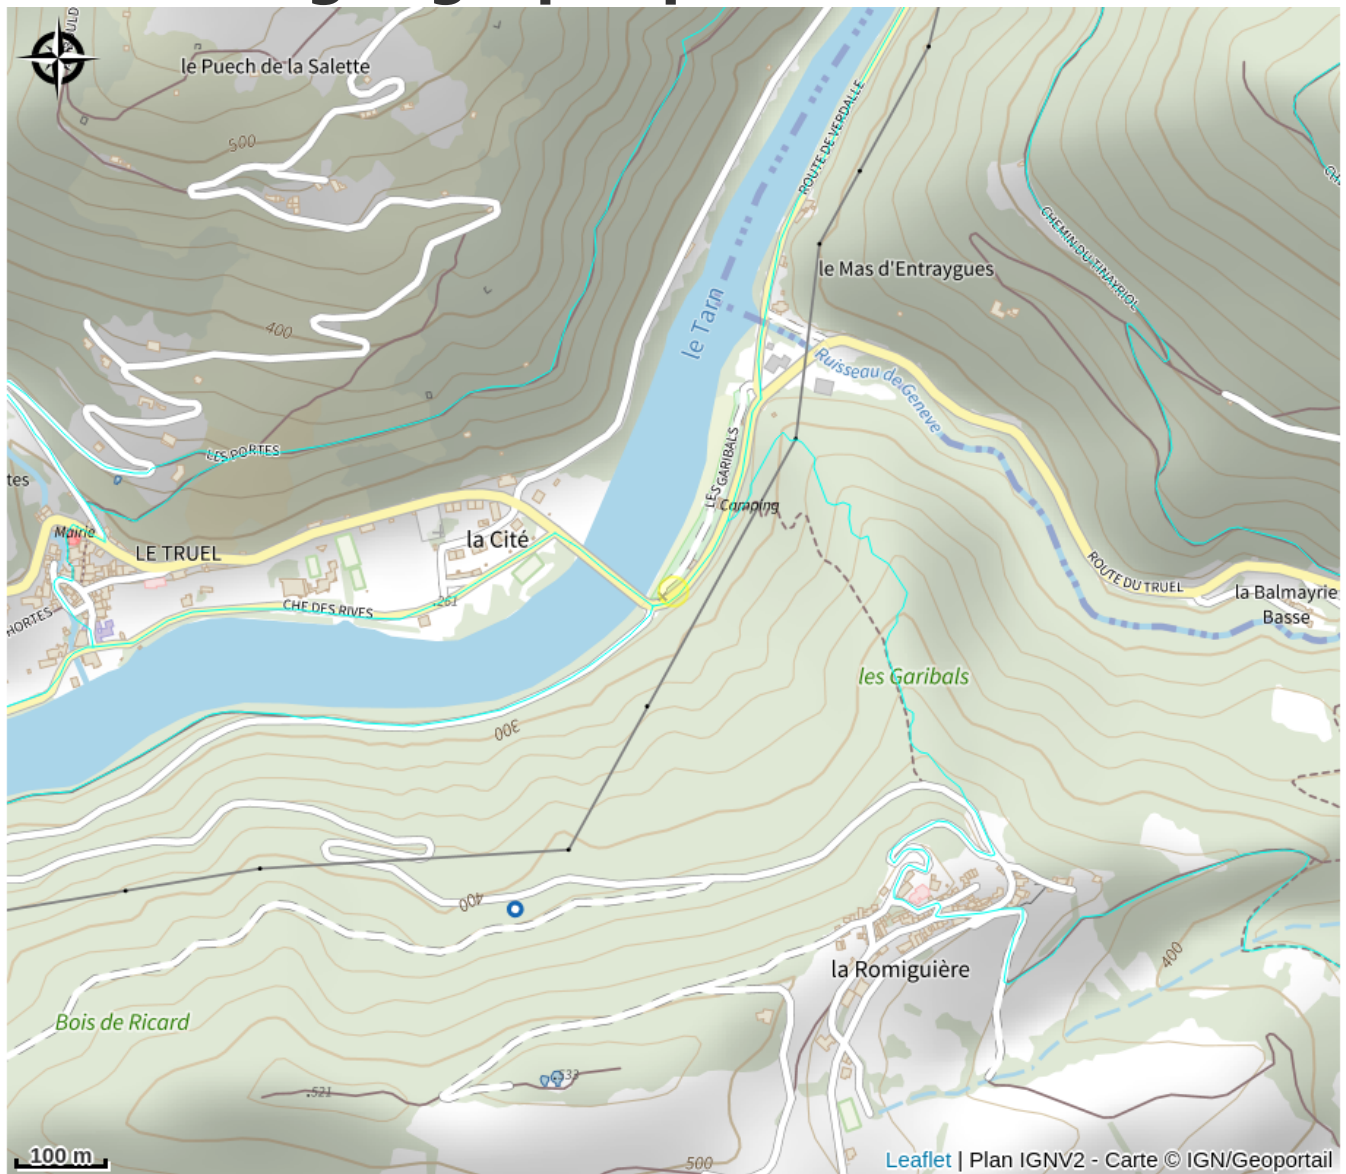 le Puech de la Salette
500
ROUTE DE VERDALLE
CHEMIN DU TINAYRIOL
le Mas d'Entraygues
le Tarn
400
Ruisseau de Geneve
LES PORTES
LES GARIBALS
tes
Camping
Mairie
la Cité
LE TRUEL
ROUTE DU TRUEL
la Balmayrie
Basse
CHE DES RIVES
261
HORTES
les Garibals
300
400
la Romiguière
400
Bois de Ricard
533
521
500
100 m
Leaflet | Plan IGNV2 - Carte © IGN/Geoportail